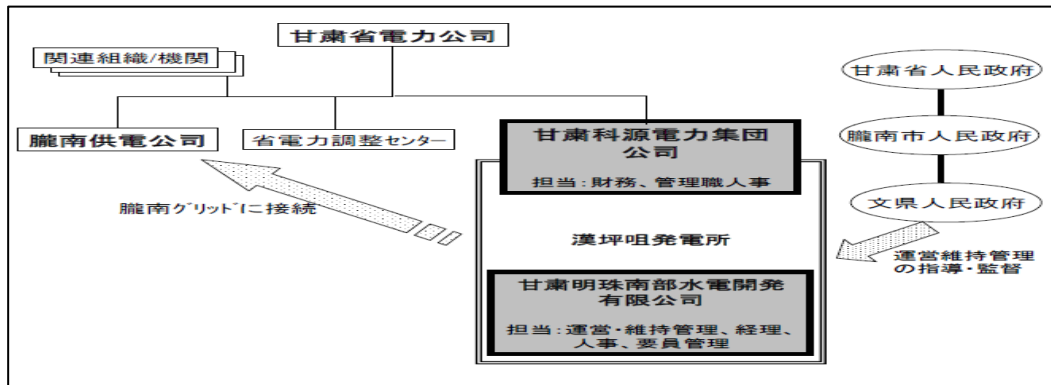 甘粛省電力公司
関連組織/機関
甘粛省人民政府
隴南供電公司
省電力調整センター
甘粛科源電力集団
公司
担当:財務、管理職人事
隴南市人民政府
隴南グリッドに接続
文県人民政府
漢坪咀発電所
運営維持管理
の指導・監督
甘粛明珠南部水電開発
有限公司
担当:運営・維持管理、経理、
人事、要員管理